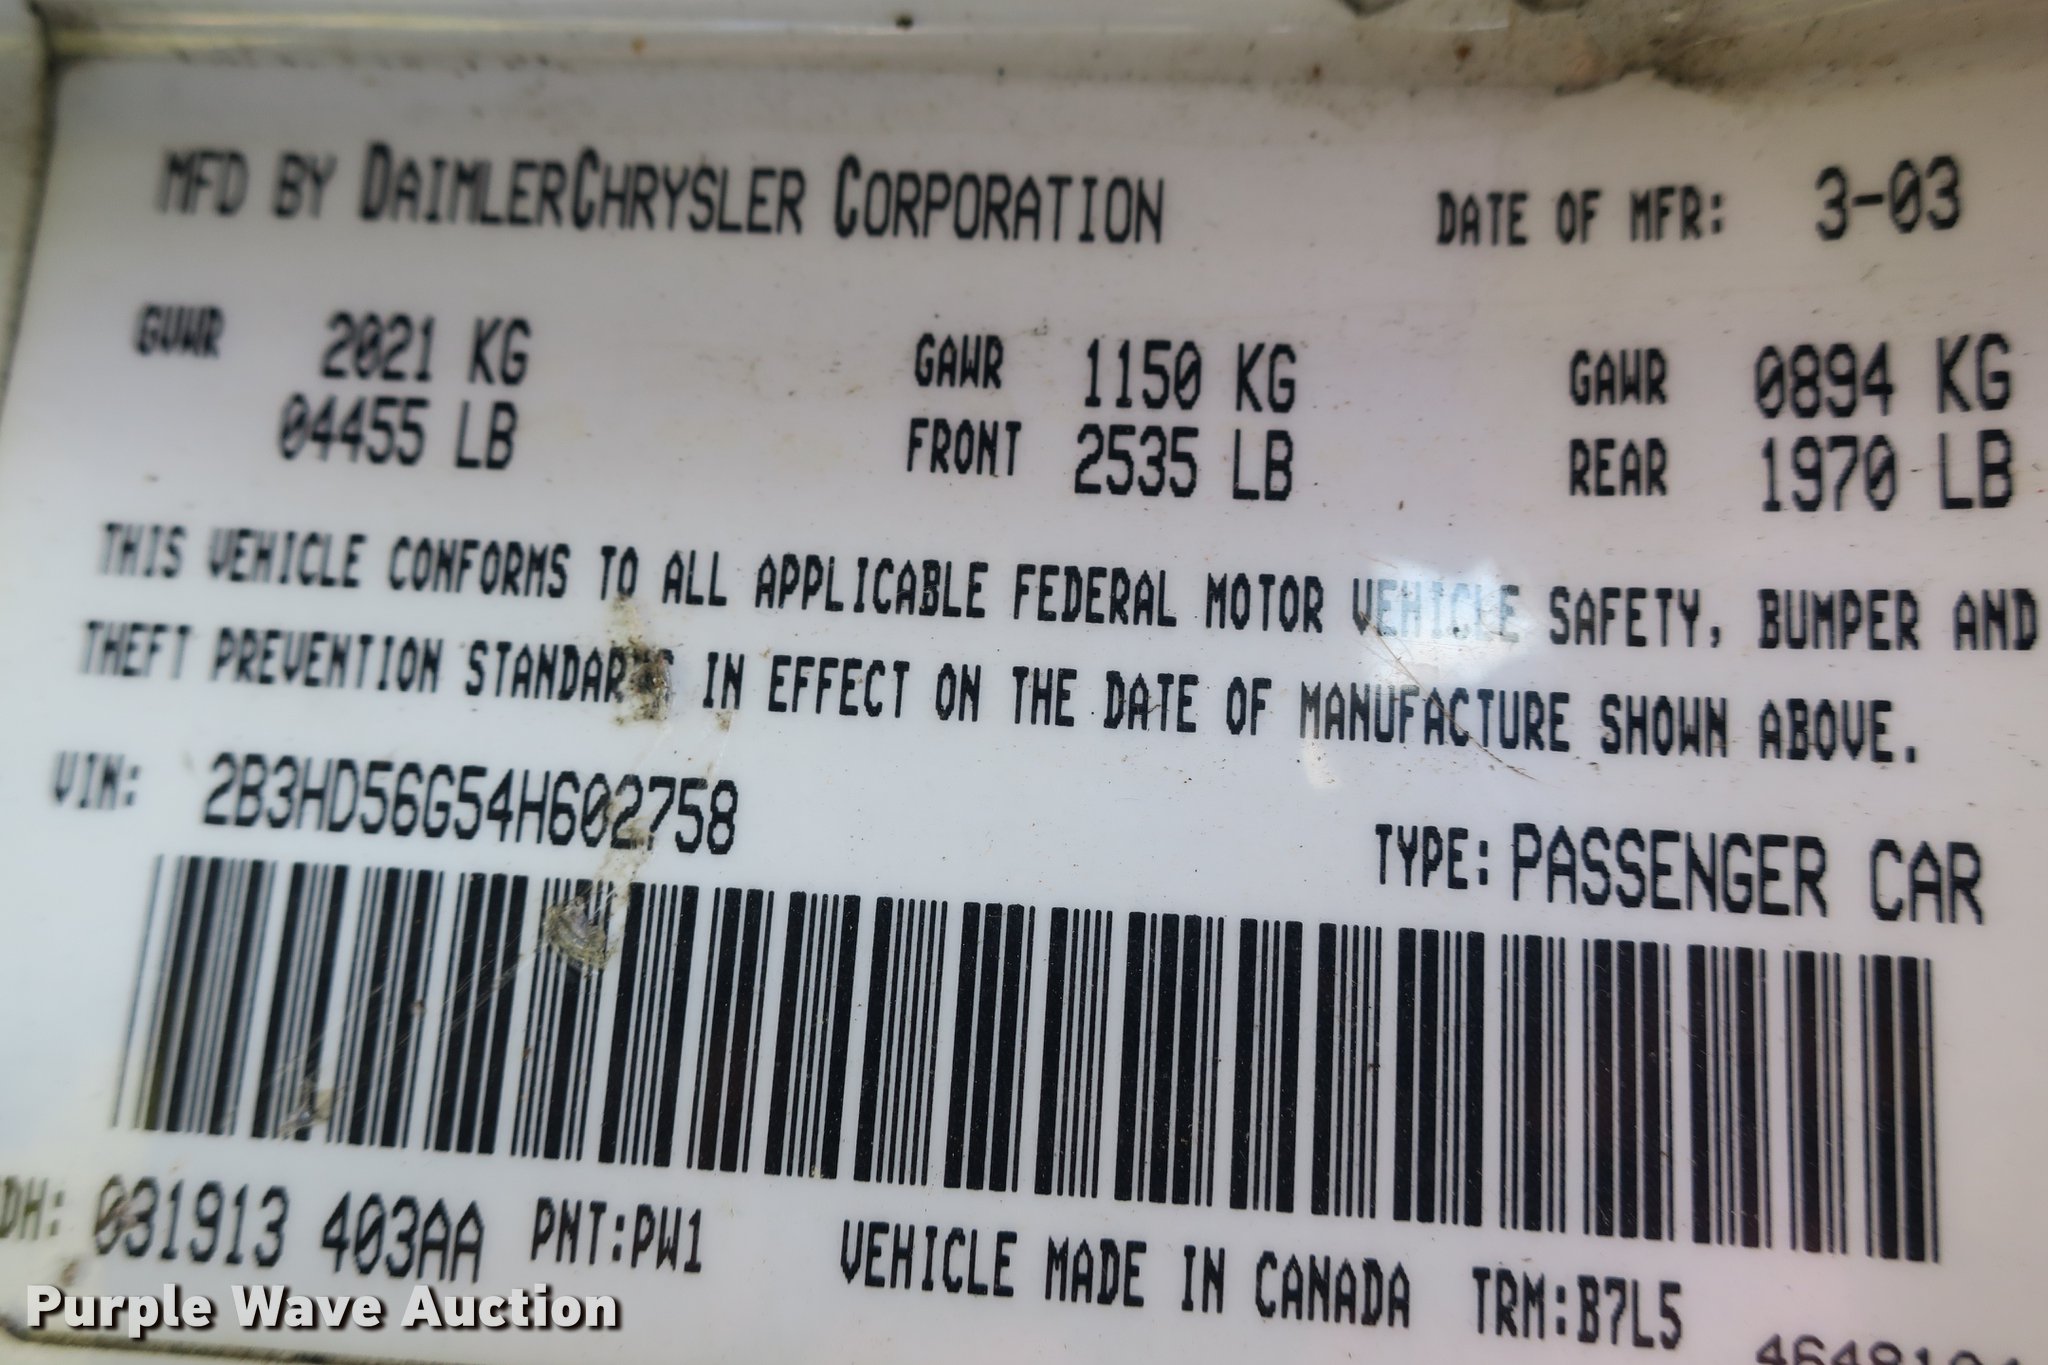 MFD BY DAIMLERCHRYSLER CORPORATION DATE OF MFR: 3-03
GVWR 2021 KG GAWR 1150 KG GAWR 0894 KG
04455 LB FRONT 2535 LB REAR 1970 LB
THIS VEHICLE CONFORMS TO ALL APPLICABLE FEDERAL MOTOR VEHICLE SAFETY, BUMPER AND
THEFT PREVENTION STANDARDS IN EFFECT ON THE DATE OF MANUFACTURE SHOWN ABOVE.
VIN: 2B3HD56G54H602758 TYPE: PASSENGER CAR
DH: 031913 403AA PNT:PW1 VEHICLE MADE IN CANADA TRM:B7L5
Purple Wave Auction